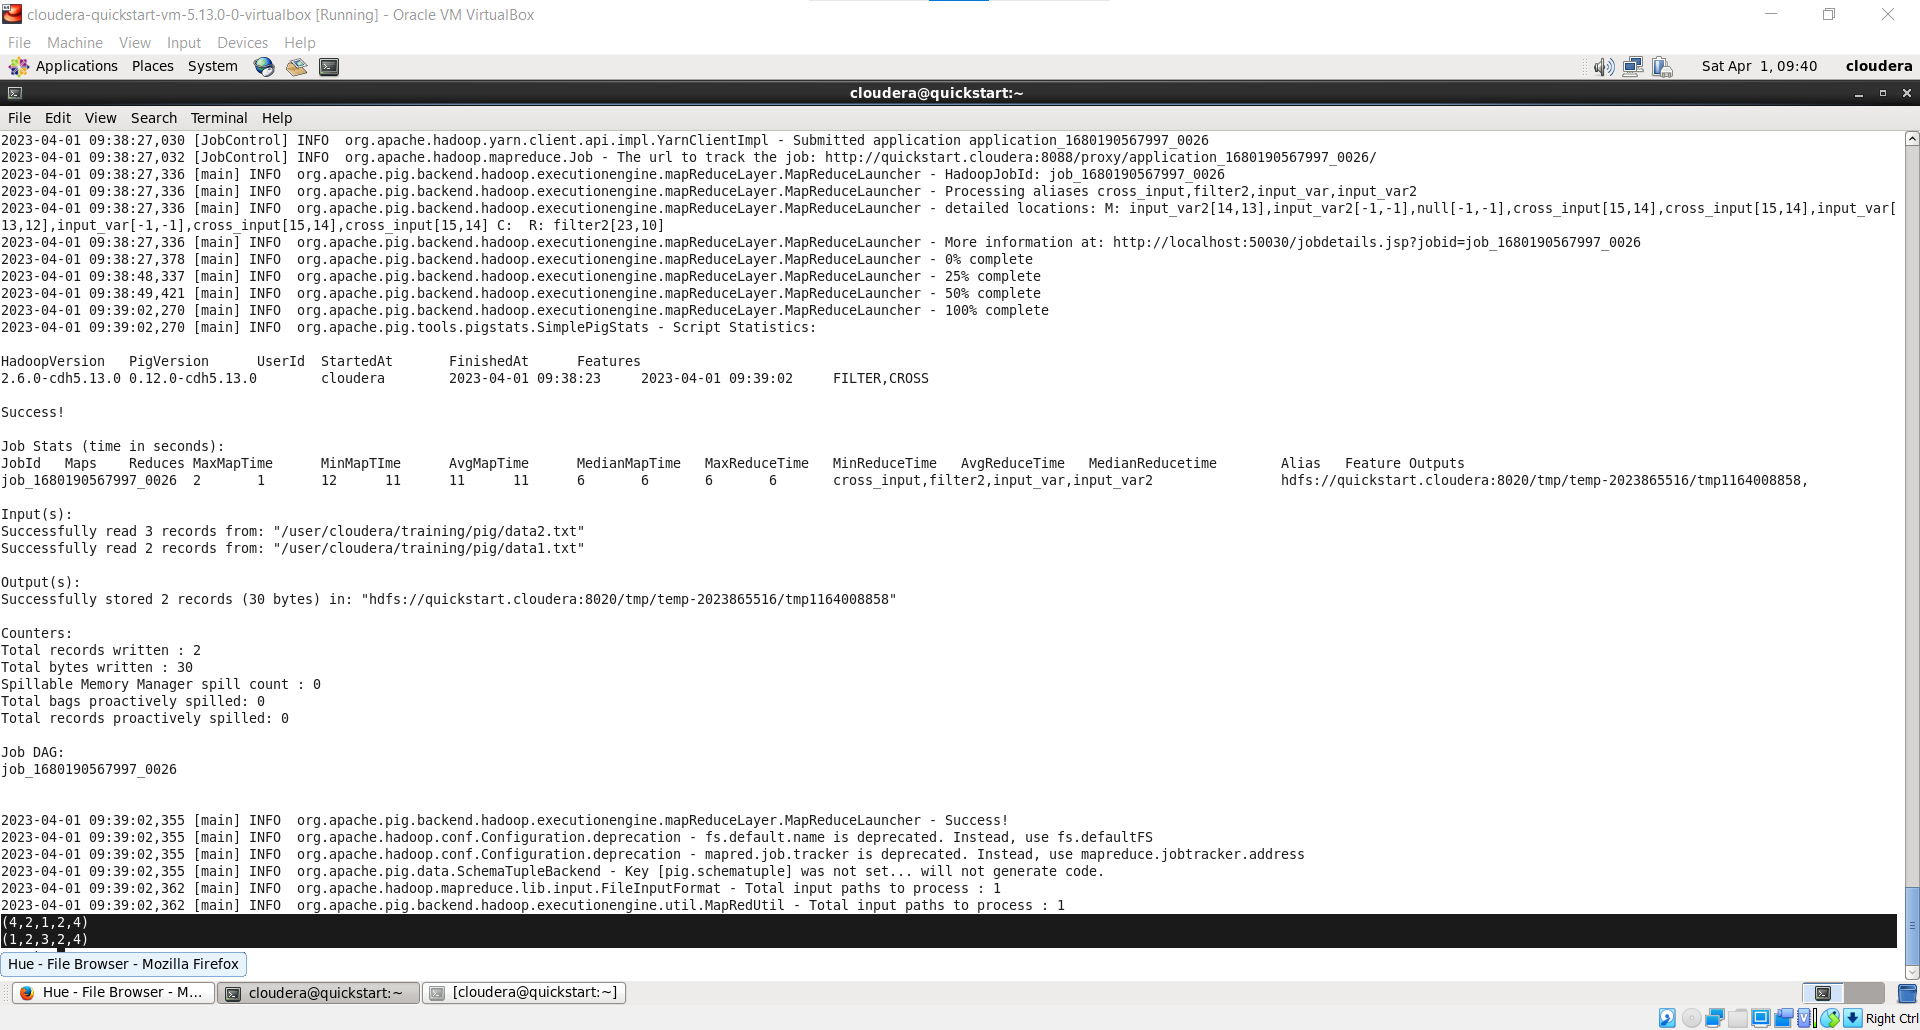 cloudera-quickstart-vm-5.13.0-0-virtualbox [Running] - Oracle VM VirtualBox
File Machine View Input Devices Help
Applications Places System Sat Apr 1, 09:40 cloudera
cloudera@quickstart:~
File Edit View Search Terminal Help
2023-04-01 09:38:27,030 [JobControl] INFO  org.apache.hadoop.yarn.client.api.impl.YarnClientImpl - Submitted application application_1680190567997_0026
2023-04-01 09:38:27,032 [JobControl] INFO  org.apache.hadoop.mapreduce.Job - The url to track the job: http://quickstart.cloudera:8088/proxy/application_1680190567997_0026/
2023-04-01 09:38:27,336 [main] INFO  org.apache.pig.backend.hadoop.executionengine.mapReduceLayer.MapReduceLauncher - HadoopJobId: job_1680190567997_0026
2023-04-01 09:38:27,336 [main] INFO  org.apache.pig.backend.hadoop.executionengine.mapReduceLayer.MapReduceLauncher - Processing aliases cross_input,filter2,input_var,input_var2
2023-04-01 09:38:27,336 [main] INFO  org.apache.pig.backend.hadoop.executionengine.mapReduceLayer.MapReduceLauncher - detailed locations: M: input_var2[14,13],input_var2[-1,-1],null[-1,-1],cross_input[15,14],cross_input[15,14],input_var[
13,12],input_var[-1,-1],cross_input[15,14],cross_input[15,14] C:  R: filter2[23,10]
2023-04-01 09:38:27,336 [main] INFO  org.apache.pig.backend.hadoop.executionengine.mapReduceLayer.MapReduceLauncher - More information at: http://localhost:50030/jobdetails.jsp?jobid=job_1680190567997_0026
2023-04-01 09:38:27,378 [main] INFO  org.apache.pig.backend.hadoop.executionengine.mapReduceLayer.MapReduceLauncher - 0% complete
2023-04-01 09:38:48,337 [main] INFO  org.apache.pig.backend.hadoop.executionengine.mapReduceLayer.MapReduceLauncher - 25% complete
2023-04-01 09:38:49,421 [main] INFO  org.apache.pig.backend.hadoop.executionengine.mapReduceLayer.MapReduceLauncher - 50% complete
2023-04-01 09:39:02,270 [main] INFO  org.apache.pig.backend.hadoop.executionengine.mapReduceLayer.MapReduceLauncher - 100% complete
2023-04-01 09:39:02,270 [main] INFO  org.apache.pig.tools.pigstats.SimplePigStats - Script Statistics:
HadoopVersion PigVersion UserId StartedAt FinishedAt Features
2.6.0-cdh5.13.0 0.12.0-cdh5.13.0 cloudera 2023-04-01 09:38:23 2023-04-01 09:39:02 FILTER,CROSS
Success!
Job Stats (time in seconds):
JobId Maps Reduces MaxMapTime MinMapTIme AvgMapTime MedianMapTime MaxReduceTime MinReduceTime AvgReduceTime MedianReducetime Alias Feature Outputs
job_1680190567997_0026 2 1 12 11 11 11 6 6 6 6 cross_input,filter2,input_var,input_var2 hdfs://quickstart.cloudera:8020/tmp/temp-2023865516/tmp1164008858,
Input(s):
Successfully read 3 records from: "/user/cloudera/training/pig/data2.txt"
Successfully read 2 records from: "/user/cloudera/training/pig/data1.txt"
Output(s):
Successfully stored 2 records (30 bytes) in: "hdfs://quickstart.cloudera:8020/tmp/temp-2023865516/tmp1164008858"
Counters:
Total records written : 2
Total bytes written : 30
Spillable Memory Manager spill count : 0
Total bags proactively spilled: 0
Total records proactively spilled: 0
Job DAG:
job_1680190567997_0026
2023-04-01 09:39:02,355 [main] INFO  org.apache.pig.backend.hadoop.executionengine.mapReduceLayer.MapReduceLauncher - Success!
2023-04-01 09:39:02,355 [main] INFO  org.apache.hadoop.conf.Configuration.deprecation - fs.default.name is deprecated. Instead, use fs.defaultFS
2023-04-01 09:39:02,355 [main] INFO  org.apache.hadoop.conf.Configuration.deprecation - mapred.job.tracker is deprecated. Instead, use mapreduce.jobtracker.address
2023-04-01 09:39:02,355 [main] INFO  org.apache.pig.data.SchemaTupleBackend - Key [pig.schematuple] was not set... will not generate code.
2023-04-01 09:39:02,362 [main] INFO  org.apache.hadoop.mapreduce.lib.input.FileInputFormat - Total input paths to process : 1
2023-04-01 09:39:02,362 [main] INFO  org.apache.pig.backend.hadoop.executionengine.util.MapRedUtil - Total input paths to process : 1
(4,2,1,2,4)
(1,2,3,2,4)
Hue - File Browser - Mozilla Firefox
Hue - File Browser - M... cloudera@quickstart:~ [cloudera@quickstart:~]
Right Ctrl